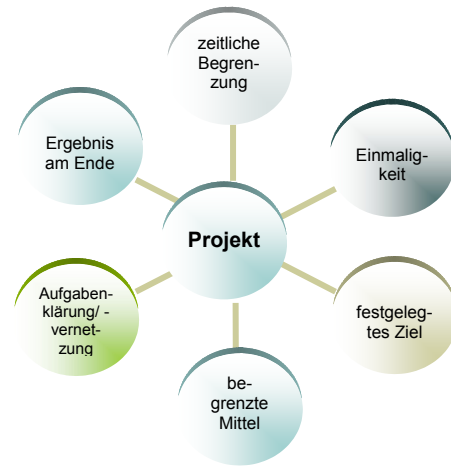 zeitliche
Begren-
zung
Einmalig-
keit
festgeleg-
tes Ziel
be-
grenzte
Mittel
Aufgaben-
klärung/ -
vernet-
zung
Ergebnis
am Ende
Projekt